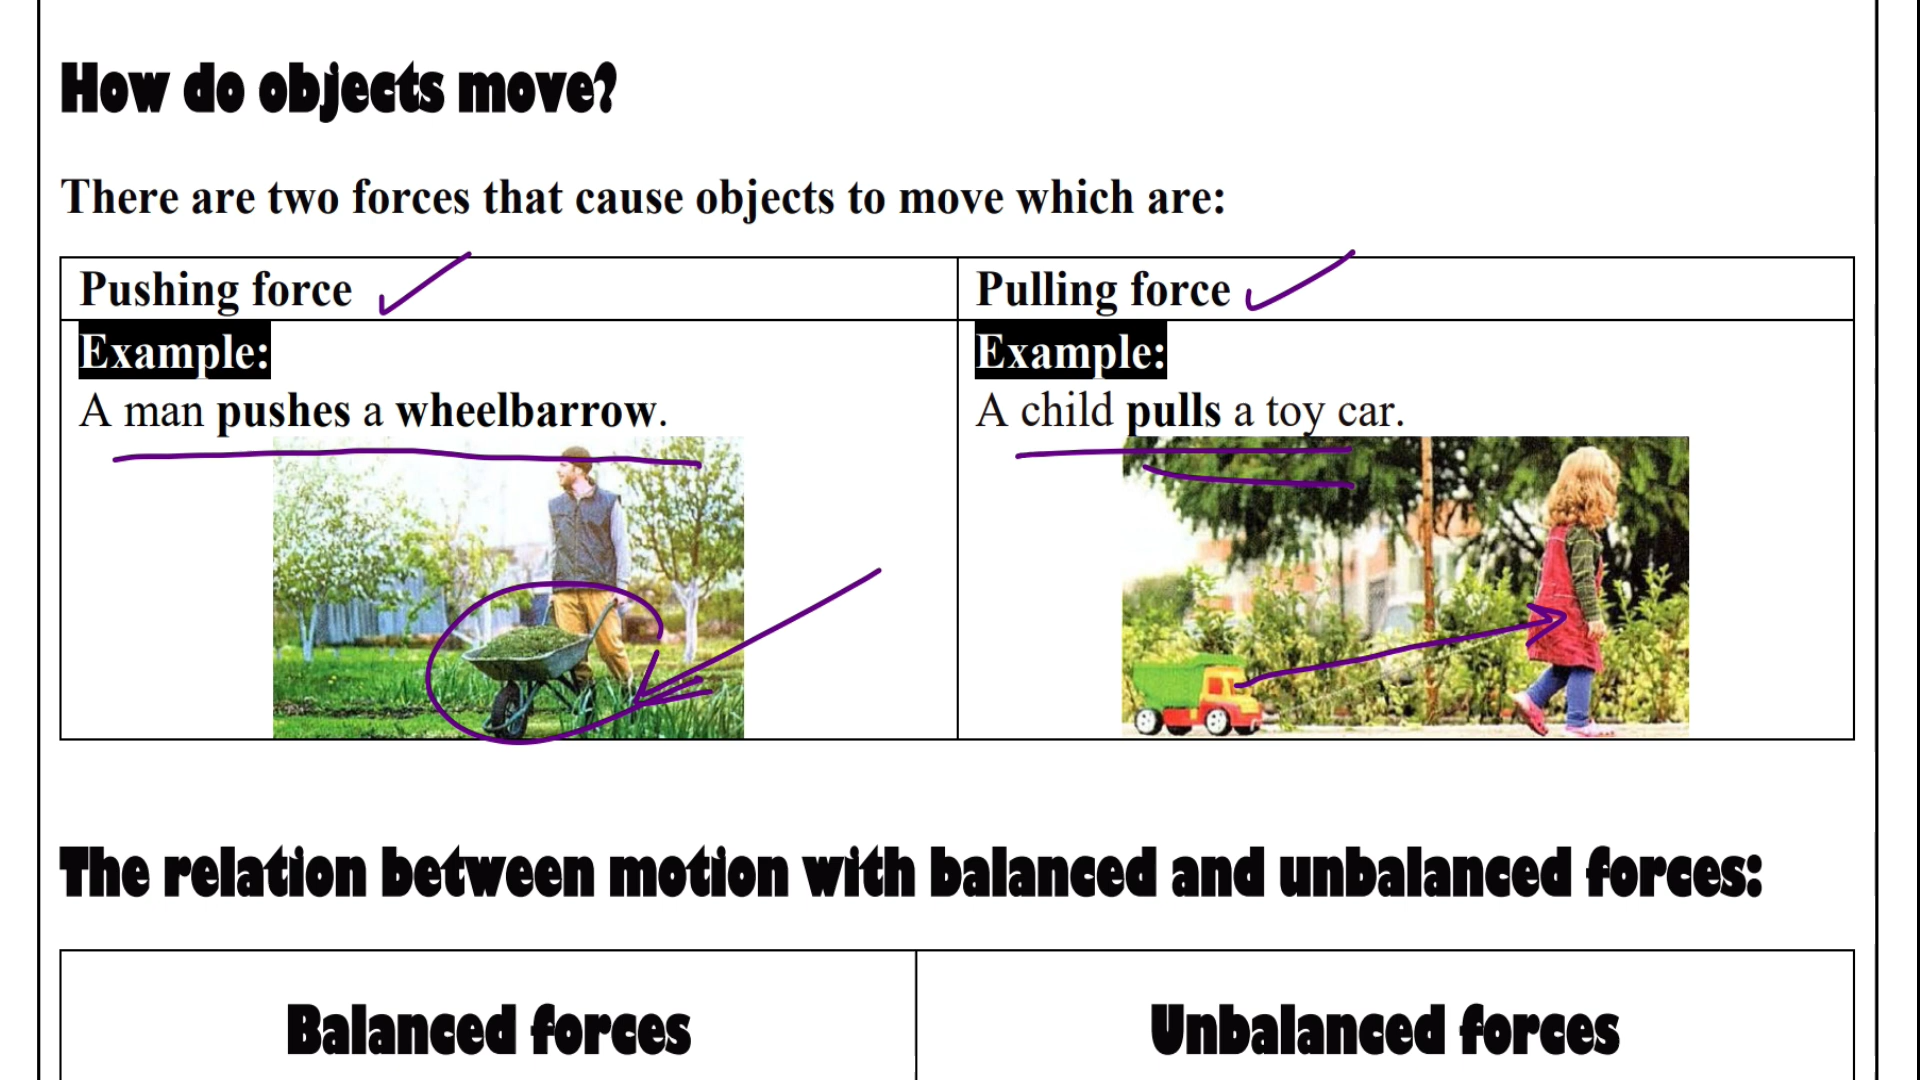 How do objects move?
There are two forces that cause objects to move which are:
Pushing force
Pulling force
Example:
A man pushes a wheelbarrow.
Example:
A child pulls a toy car.
The relation between motion with balanced and unbalanced forces:
Balanced forces
Unbalanced forces